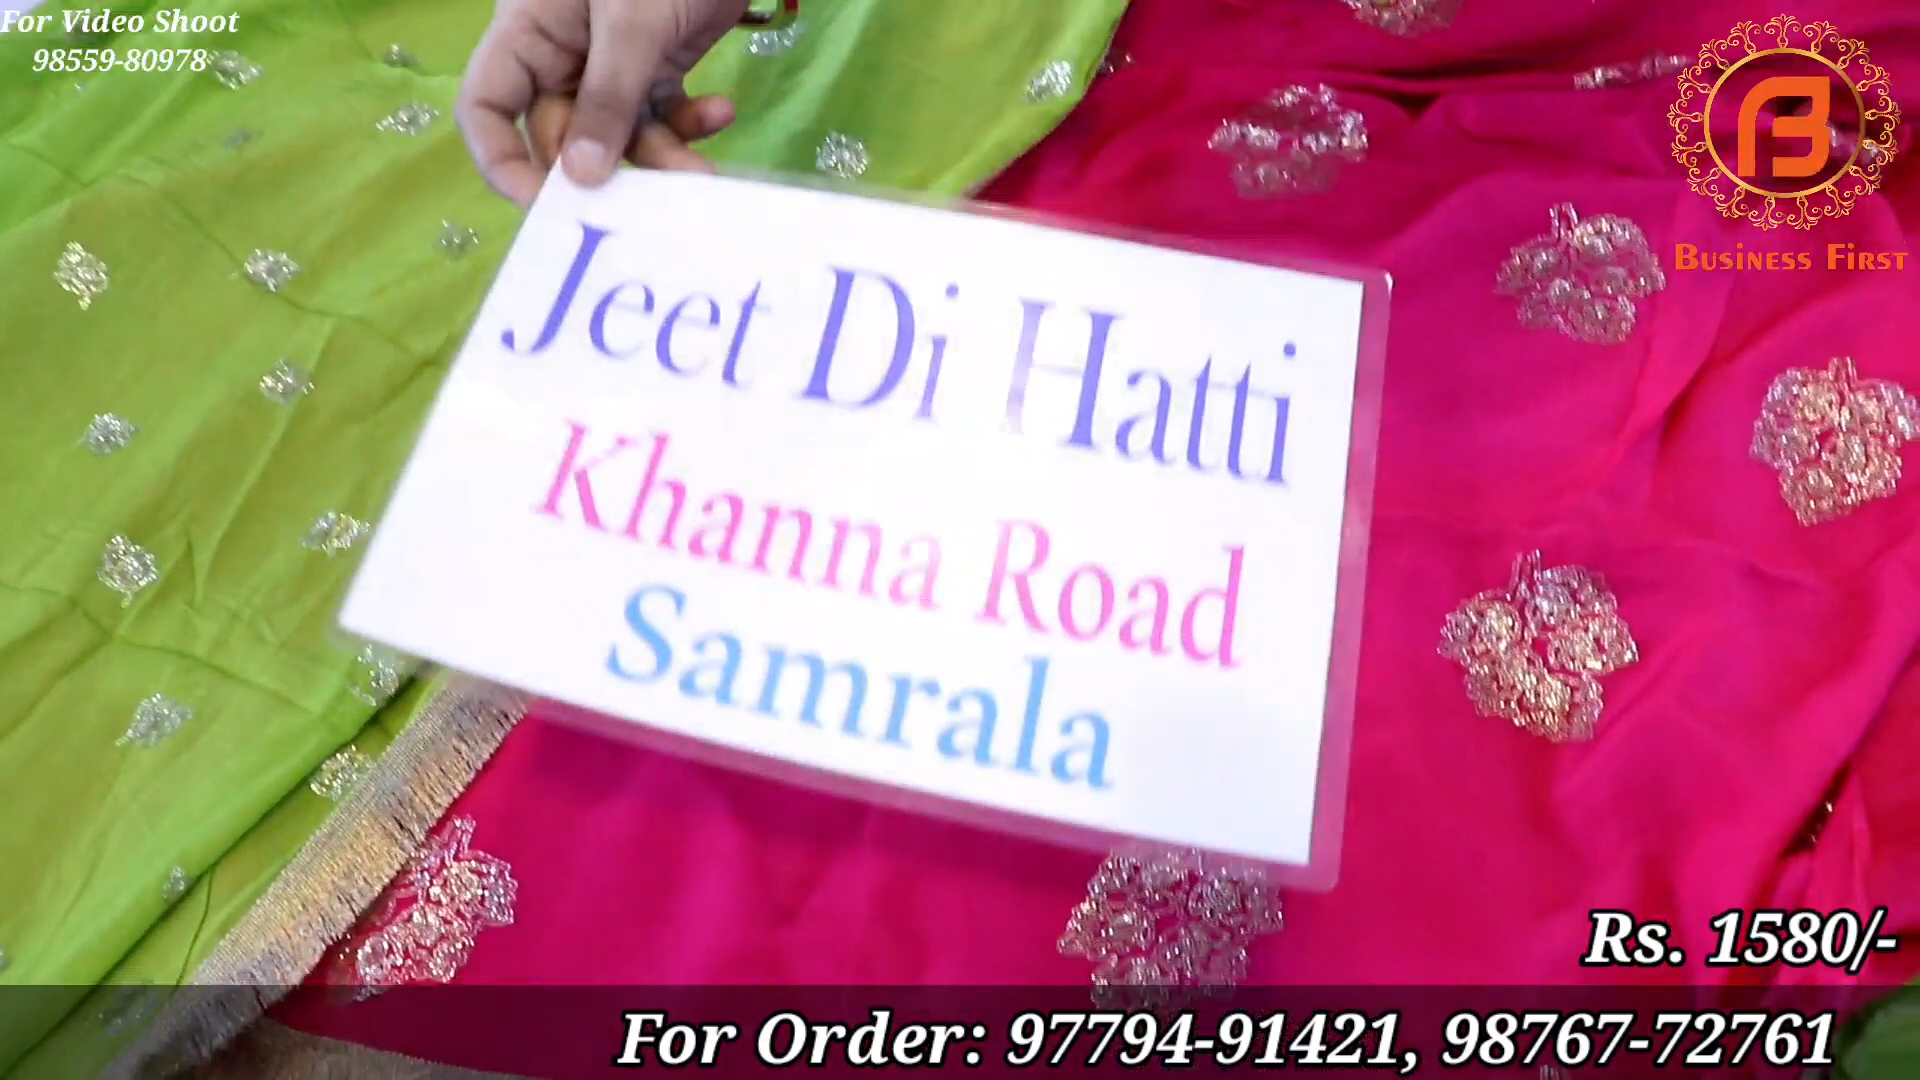 For Video Shoot
98559-80978
BUSINESS FIRST
Jeet Di Hatti
Khanna Road
Samrala
Rs. 1580/-
For Order: 97794-91421, 98767-72761